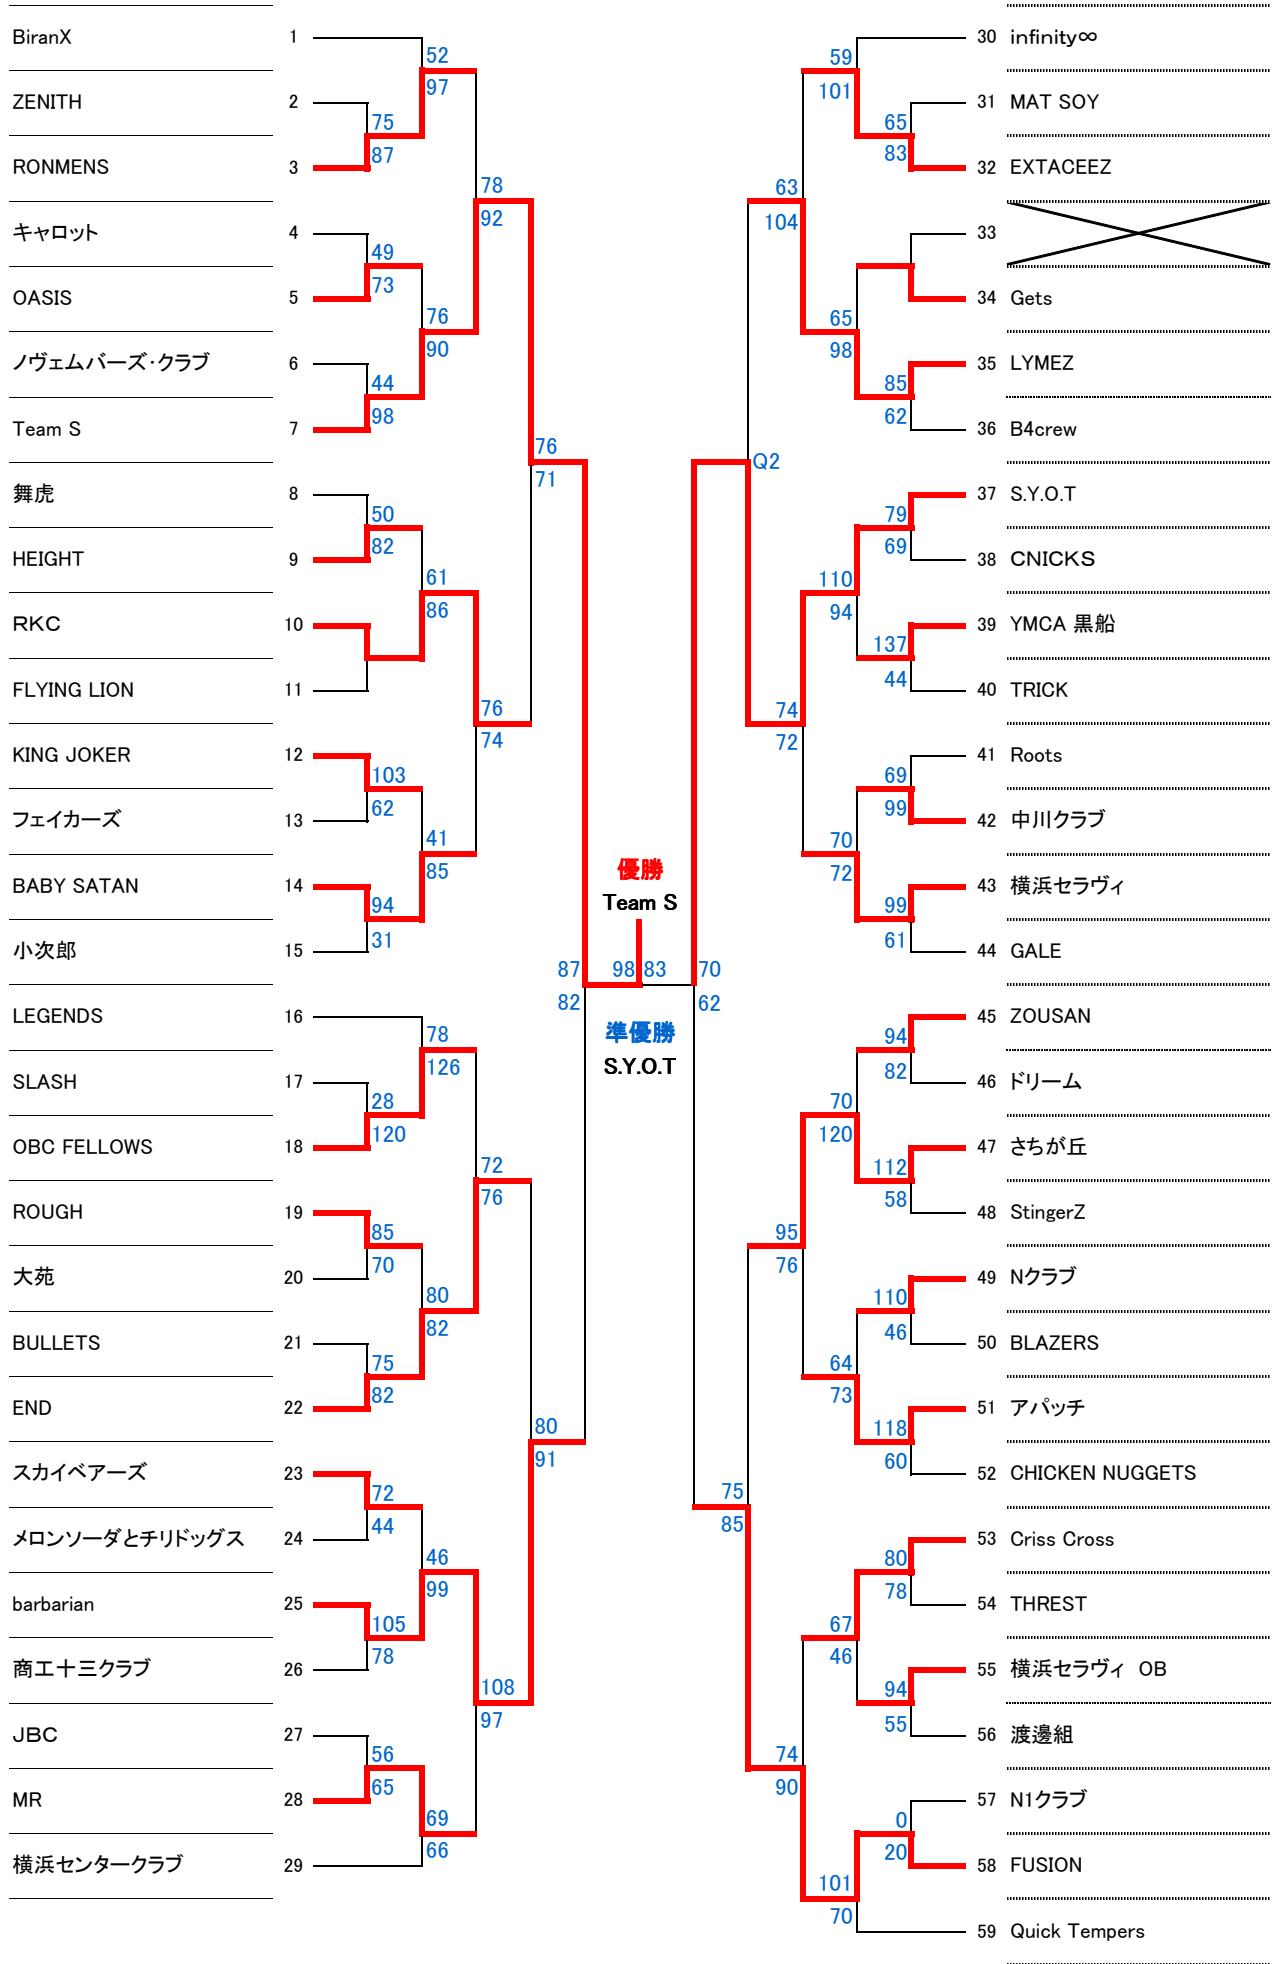 BiranX 1
52
97
ZENITH 2
75
87
RONMENS 3
78
92
キャロット 4
49
73
OASIS 5
76
90
ノヴェムバーズ・クラブ 6
44
98
Team S 7
76
71
舞虎 8
50
82
HEIGHT 9
61
86
RKC 10
FLYING LION 11
76
74
KING JOKER 12
103
62
フェイカーズ 13
41
85
BABY SATAN 14
94
31
小次郎 15
87
82
LEGENDS 16
78
126
SLASH 17
28
120
OBC FELLOWS 18
72
76
ROUGH 19
85
70
大苑 20
80
82
BULLETS 21
75
82
END 22
80
91
スカイベアーズ 23
72
44
メロンソーダとチリドッグス 24
46
99
barbarian 25
105
78
商工十三クラブ 26
108
97
JBC 27
56
65
MR 28
69
66
横浜センタークラブ 29
優勝
Team S
98 83
準優勝
S.Y.O.T
30 infinity∞
59
101
31 MAT SOY
65
83
32 EXTACEEZ
63
104
33
34 Gets
65
98
35 LYMEZ
85
62
36 B4crew
Q2
37 S.Y.O.T
79
69
38 CNICKS
110
94
39 YMCA 黒船
137
44
40 TRICK
74
72
41 Roots
69
99
42 中川クラブ
70
72
43 横浜セラヴィ
99
61
44 GALE
70
62
45 ZOUSAN
94
82
46 ドリーム
70
120
47 さちが丘
112
58
48 StingerZ
95
76
49 Nクラブ
110
46
50 BLAZERS
64
73
51 アパッチ
118
60
52 CHICKEN NUGGETS
75
85
53 Criss Cross
80
78
54 THREST
67
46
55 横浜セラヴィ OB
94
55
56 渡邊組
74
90
57 N1クラブ
0
20
58 FUSION
101
70
59 Quick Tempers